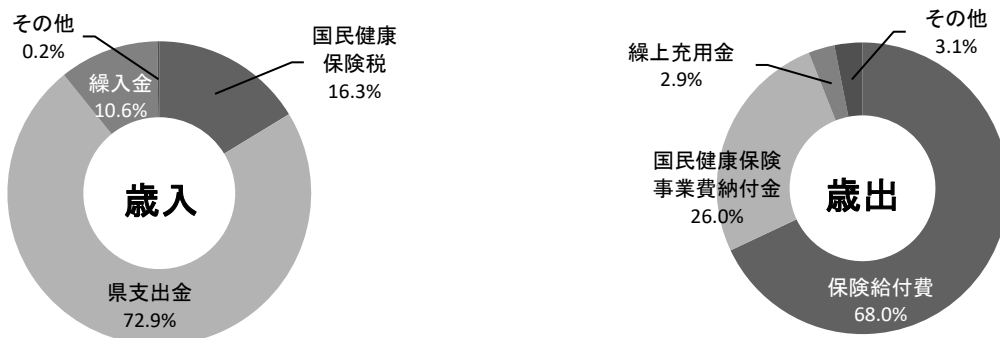 その他
0.2%
国民健康
保険税
16.3%
繰入金
10.6%
歳入
県支出金
72.9%
その他
3.1%
繰上充用金
2.9%
国民健康保険
事業費納付金
26.0%
歳出
保険給付費
68.0%